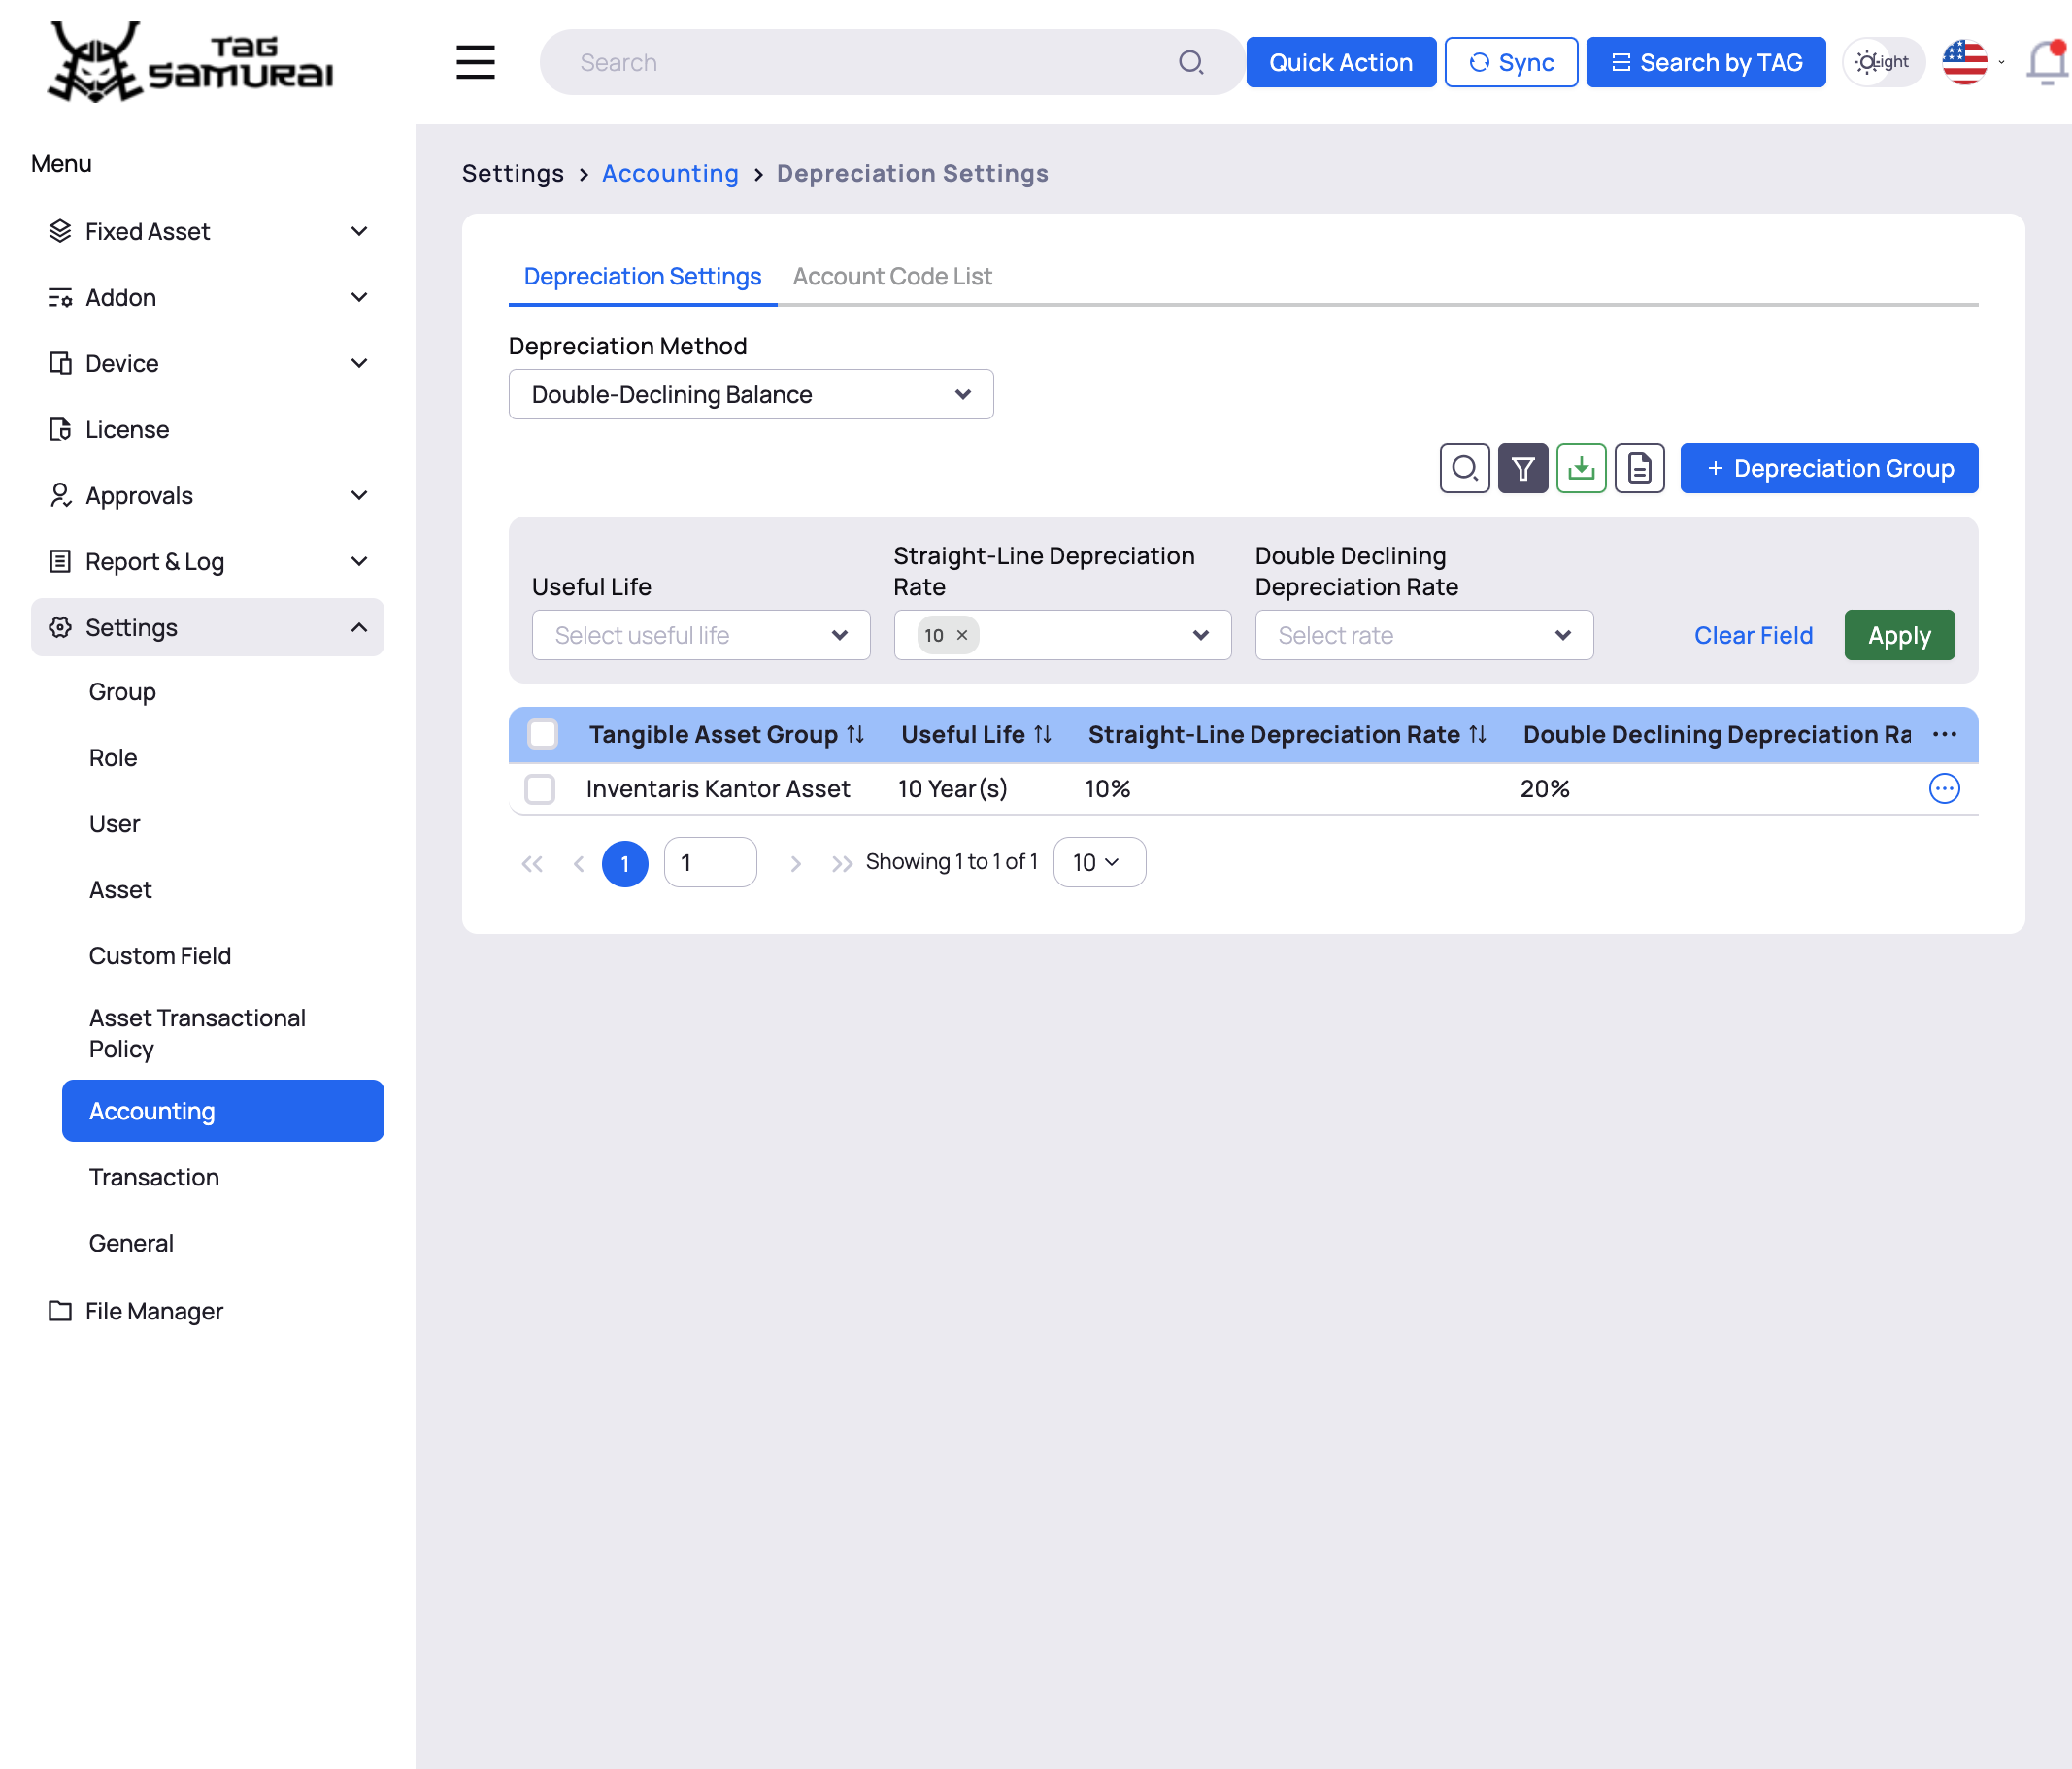 TAG
SAMURAI
Search
Quick Action
Sync
Search by TAG
Light
Menu
Fixed Asset
Addon
Device
License
Approvals
Report & Log
Settings
Group
Role
User
Asset
Custom Field
Asset Transactional
Policy
Accounting
Transaction
General
File Manager
Settings > Accounting > Depreciation Settings
Depreciation Settings
Account Code List
Depreciation Method
Double-Declining Balance
+ Depreciation Group
Useful Life
Select useful life
Straight-Line Depreciation
Rate
10 ×
Double Declining
Depreciation Rate
Select rate
Clear Field
Apply
Tangible Asset Group Useful Life Straight-Line Depreciation Rate Double Declining Depreciation Ra
Inventaris Kantor Asset 10 Year(s) 10% 20%
1
1
Showing 1 to 1 of 1
10